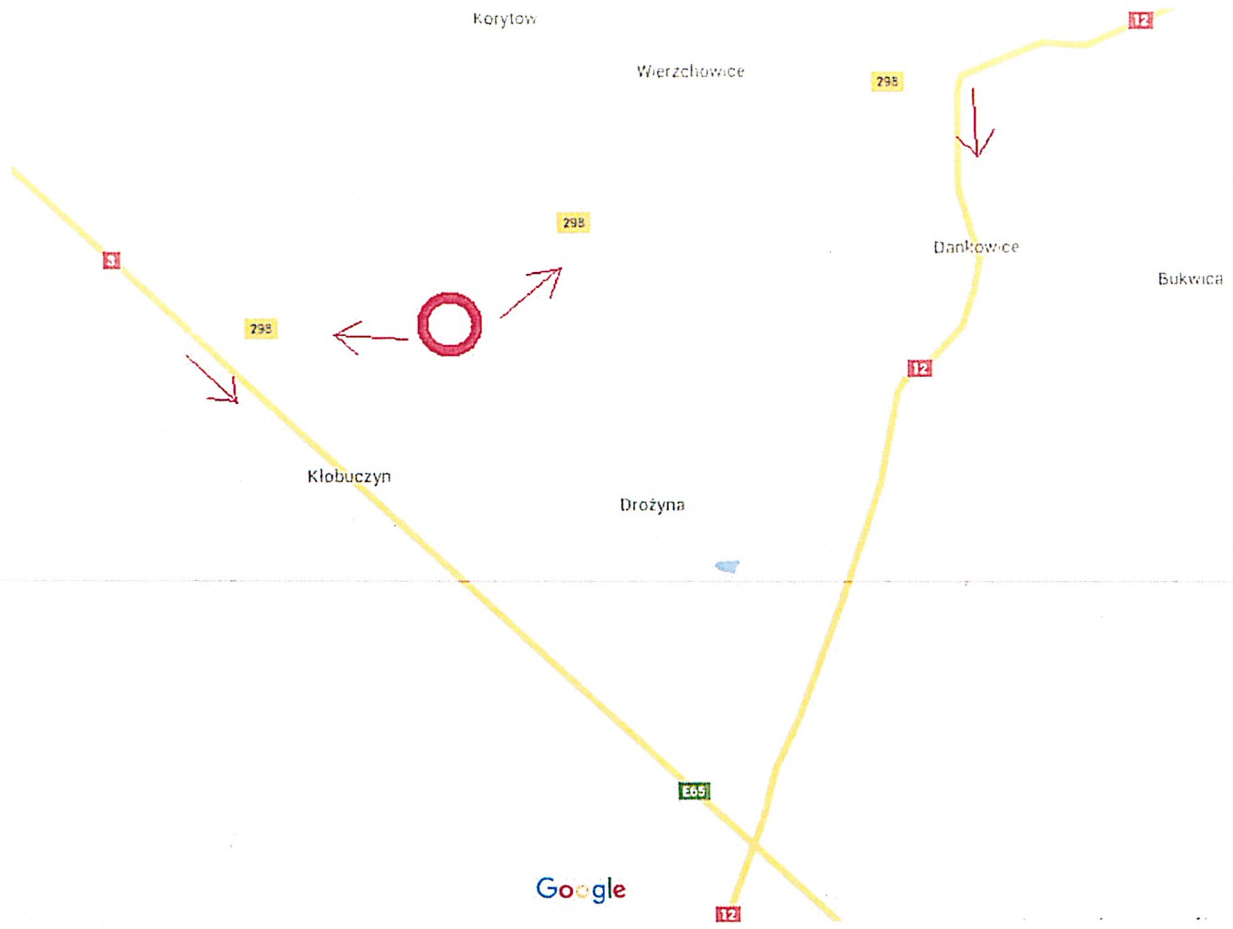 Korytów
12
Wierzchowice
298
298
Dankowice
3
Bukwica
298
12
Kłobuczyn
Drożyna
E65
Google
12